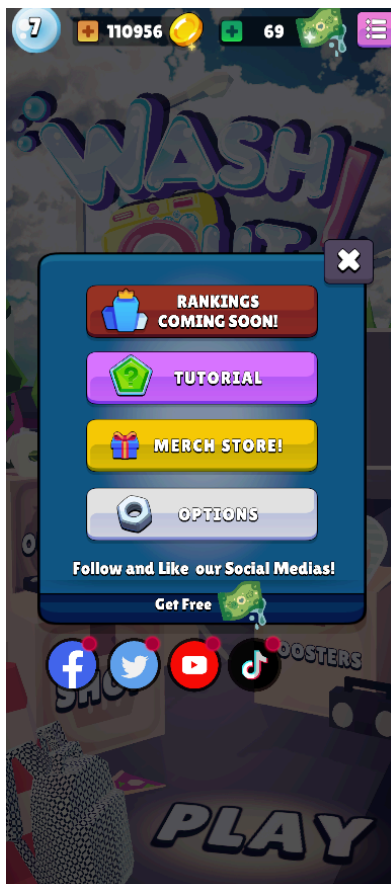 7
110956
69
WASH
OUT!
RANKINGS
COMING SOON!
TUTORIAL
MERCH STORE!
OPTIONS
Follow and Like our Social Medias!
Get Free
BOOSTERS
SHOP
PLAY